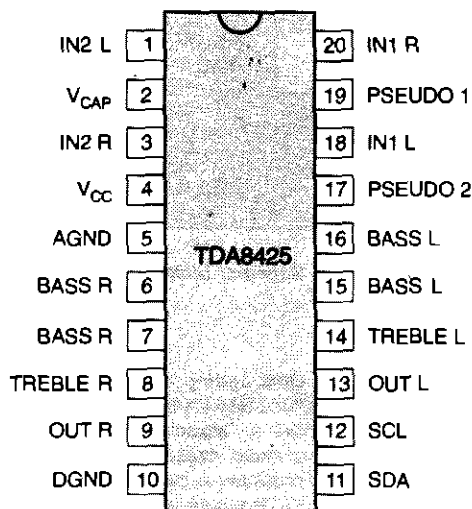 IN2 L 1 20 IN1 R
VCAP 2 19 PSEUDO 1
IN2 R 3 18 IN1 L
VCC 4 17 PSEUDO 2
AGND 5 16 BASS L
TDA8425
BASS R 6 15 BASS L
BASS R 7 14 TREBLE L
TREBLE R 8 13 OUT L
OUT R 9 12 SCL
DGND 10 11 SDA